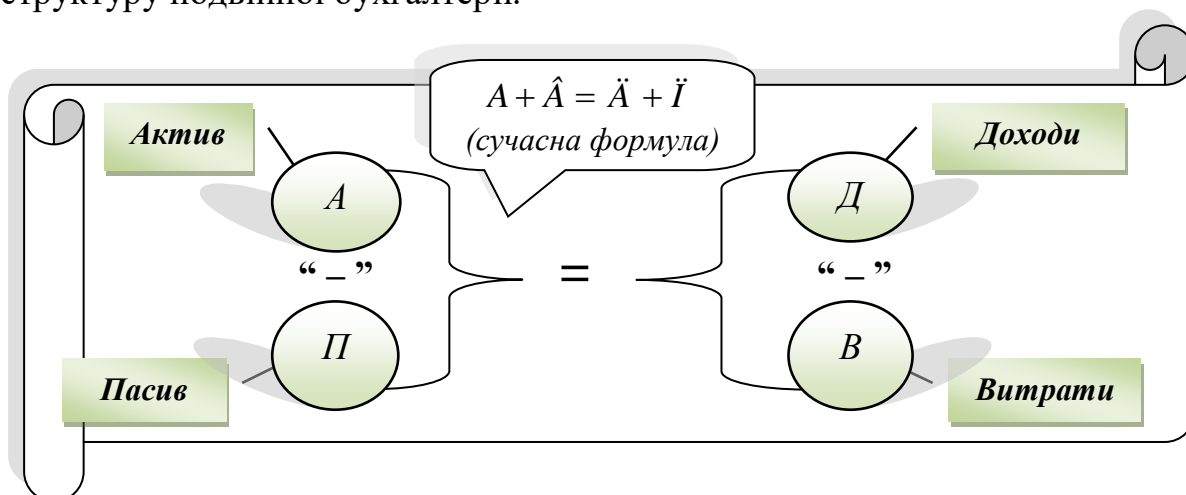 структуру подвійної бухгалтерії.
A + Â = Ä + Ï
(сучасна формула)
Актив
Доходи
А
Д
“ – ”
=
“ – ”
П
В
Пасив
Витрати